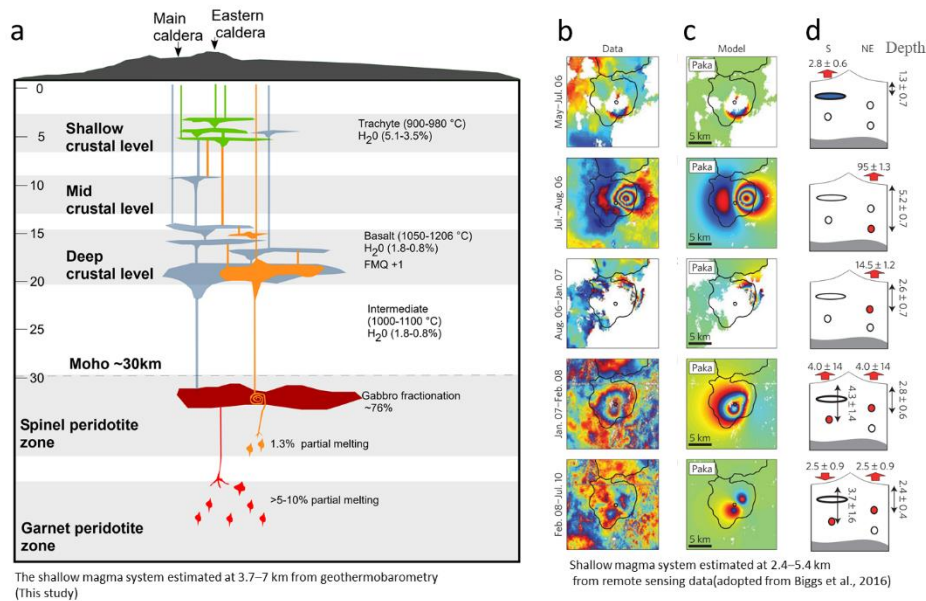 a
Main
caldera
Eastern
caldera
0
5
10
15
20
25
30
Shallow
crustal level
Trachyte (900-980 °C)
H20 (5.1-3.5%)
Mid
crustal level
Deep
crustal level
Basalt (1050-1206 °C)
H20 (1.8-0.8%)
FMQ +1
Intermediate
(1000-1100 °C)
H20 (1.8-0.8%)
Moho ~30km
Gabbro fractionation
~76%
Spinel peridotite
zone
1.3% partial melting
>5-10% partial melting
Garnet peridotite
zone
The shallow magma system estimated at 3.7–7 km from geothermobarometry
(This study)
b c d
Data Model S NE Depth
May–Jul. 06
Paka
5 km
2.8 ± 0.6
1.3 ± 0.7
Jul.–Aug. 06
Paka
5 km
95 ± 1.3
5.2 ± 0.7
Aug. 06–Jan. 07
Paka
5 km
14.5 ± 1.2
2.6 ± 0.7
Jan. 07–Feb. 08
Paka
5 km
4.0 ± 14 4.0 ± 14
4.3 ± 1.4
2.8 ± 0.6
Feb. 08–Jul. 10
Paka
5 km
2.5 ± 0.9 2.5 ± 0.9
3.7 ± 1.6
2.4 ± 0.4
Shallow magma system estimated at 2.4–5.4 km
from remote sensing data(adopted from Biggs et al., 2016)